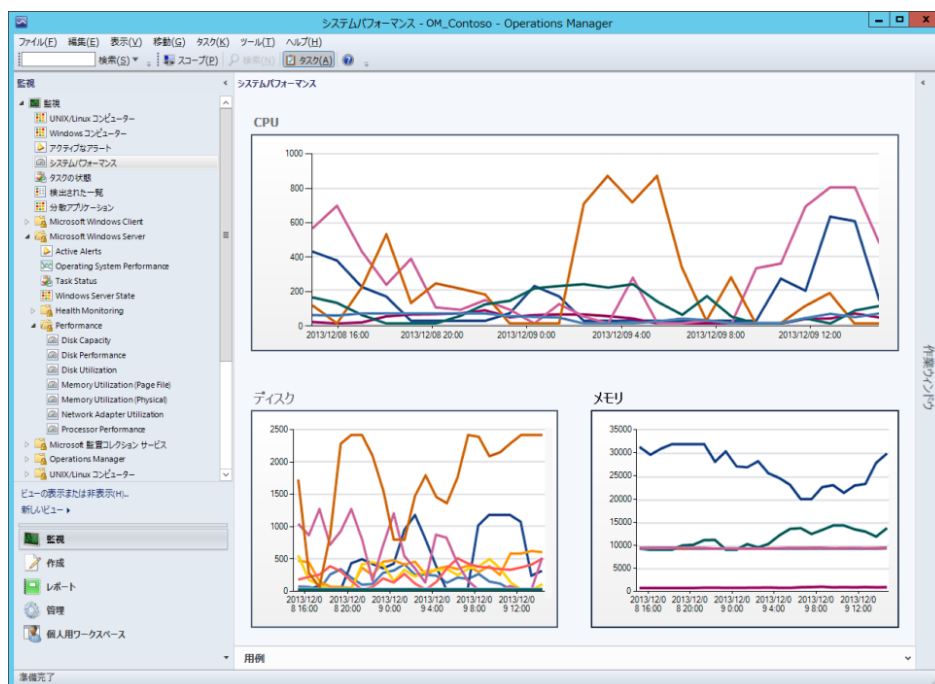 システムパフォーマンス - OM_Contoso - Operations Manager
ファイル(F) 編集(E) 表示(V) 移動(G) タスク(K) ツール(T) ヘルプ(H)
検索(S) スコープ(P) 検索(N) タスク(A)
監視
システムパフォーマンス
監視
UNIX/Linux コンピューター
Windows コンピューター
アクティブなアラート
システムパフォーマンス
タスクの状態
検出された一覧
分散アプリケーション
Microsoft Windows Client
Microsoft Windows Server
Active Alerts
Operating System Performance
Task Status
Windows Server State
Health Monitoring
Performance
Disk Capacity
Disk Performance
Disk Utilization
Memory Utilization (Page File)
Memory Utilization (Physical)
Network Adapter Utilization
Processor Performance
Microsoft 監査コレクション サービス
Operations Manager
UNIX/Linux コンピューター
ビューの表示または非表示(H)...
新しいビュー
監視
作成
レポート
管理
個人用ワークスペース
準備完了
CPU
1000
800
600
400
200
0
2013/12/08 16:00 2013/12/08 20:00 2013/12/09 0:00 2013/12/09 4:00 2013/12/09 8:00 2013/12/09 12:00
ディスク
2500
2000
1500
1000
500
0
2013/12/0 2013/12/0 2013/12/0 2013/12/0 2013/12/0 2013/12/0
8 16:00 8 20:00 9 0:00 9 4:00 9 8:00 9 12:00
メモリ
35000
30000
25000
20000
15000
10000
5000
0
2013/12/0 2013/12/0 2013/12/0 2013/12/0 2013/12/0 2013/12/0
8 16:00 8 20:00 9 0:00 9 4:00 9 8:00 9 12:00
用例
作業ウィンドウ